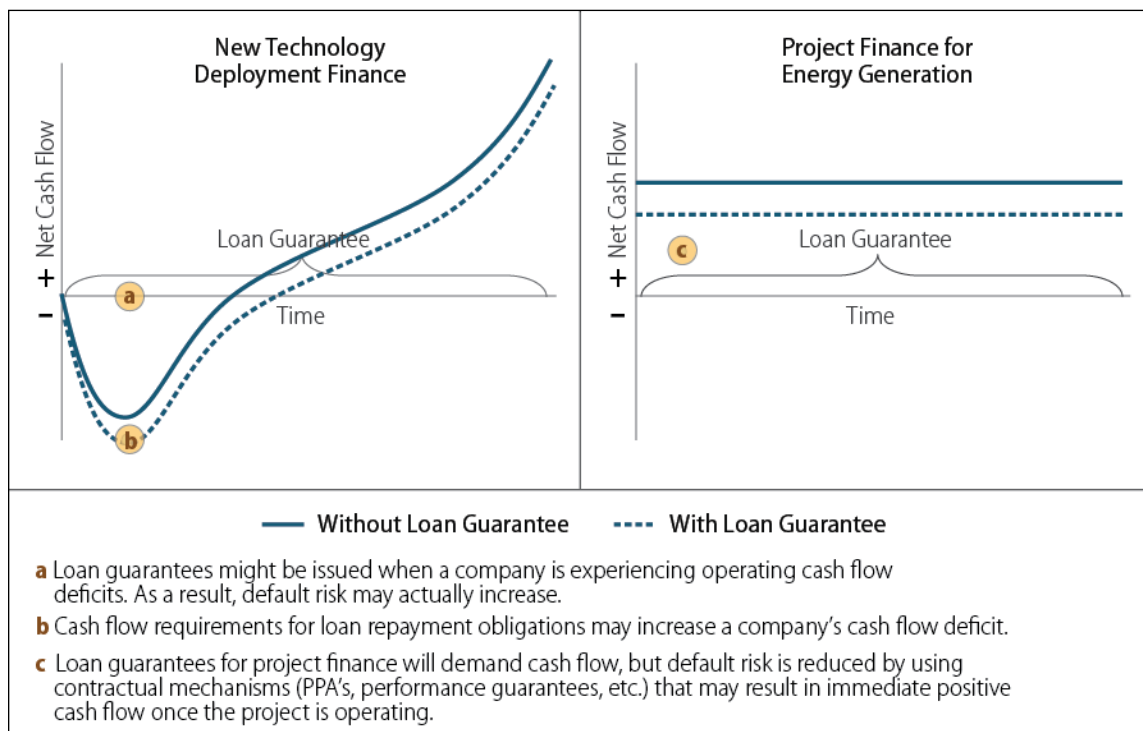 New Technology
Deployment Finance
Net Cash Flow
+
−
Loan Guarantee
a
Time
b
Project Finance for
Energy Generation
Net Cash Flow
+
−
c
Loan Guarantee
Time
Without Loan Guarantee
With Loan Guarantee
a Loan guarantees might be issued when a company is experiencing operating cash flow
deficits. As a result, default risk may actually increase.
b Cash flow requirements for loan repayment obligations may increase a company's cash flow deficit.
c Loan guarantees for project finance will demand cash flow, but default risk is reduced by using
contractual mechanisms (PPA's, performance guarantees, etc.) that may result in immediate positive
cash flow once the project is operating.